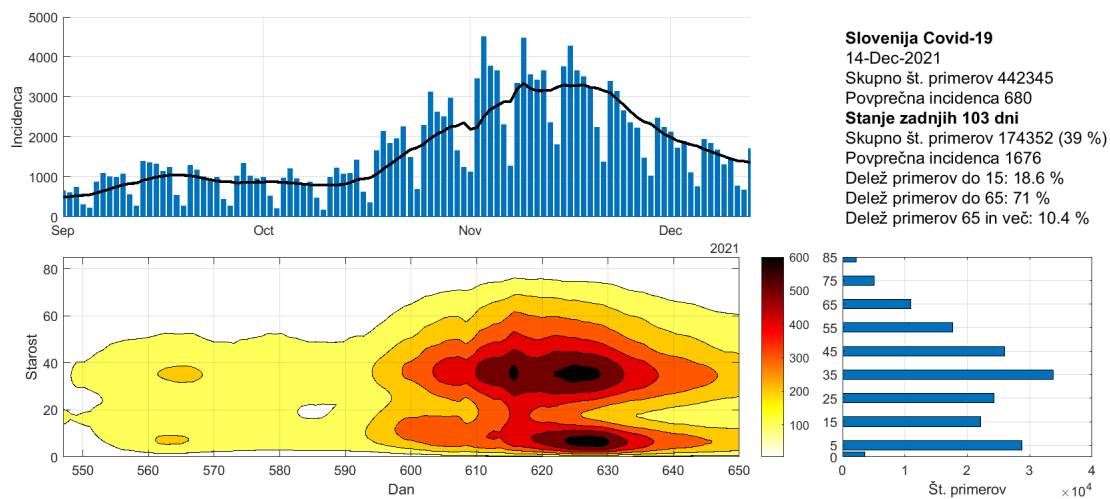 5000
4000
3000
2000
1000
0
Incidenca
Sep
Oct
Nov
Dec
2021
Slovenija Covid-19
14-Dec-2021
Skupno št. primerov 442345
Povprečna incidenca 680
Stanje zadnjih 103 dni
Skupno št. primerov 174352 (39 %)
Povprečna incidenca 1676
Delež primerov do 15: 18.6 %
Delež primerov do 65: 71 %
Delež primerov 65 in več: 10.4 %
80
60
40
20
0
Starost
550
560
570
580
590
600
610
620
630
640
650
Dan
600
500
400
300
200
100
85
75
65
55
45
35
25
15
5
0
0
1
2
3
4
Št. primerov
×10^4